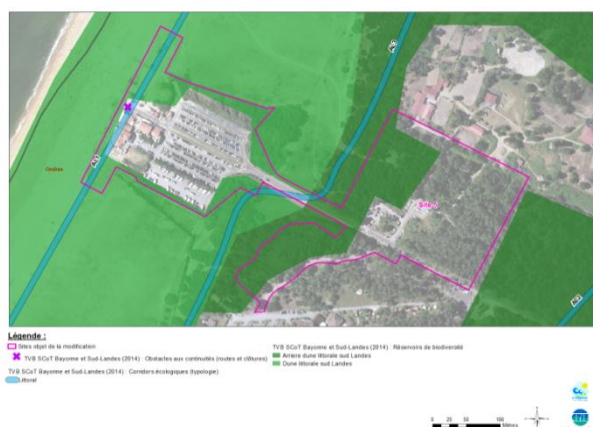 Ondres
Site 5
Légende :
Sites objet de la modification
TVB SCoT Bayonne et Sud-Landes (2014) : Obstacles aux continuités (routes et clôtures)
TVB SCoT Bayonne et Sud-Landes (2014) : Corridors écologiques (typologie)
Littoral
TVB SCoT Bayonne et Sud-Landes (2014) : Réservoirs de biodiversité
Arrière dune littorale sud Landes
Dune littorale sud Landes
0 25 50 100
Mètres